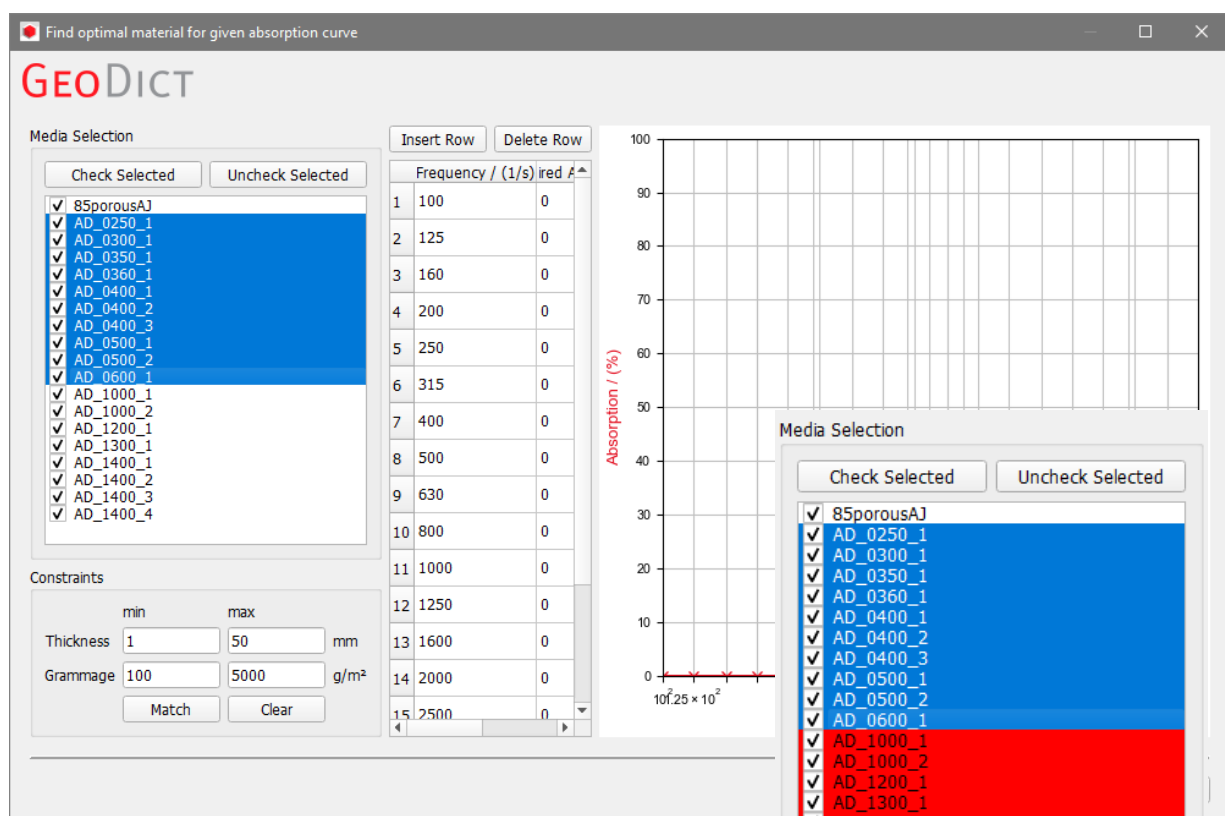 Find optimal material for given absorption curve
GEODICT
Media Selection
Check Selected
Uncheck Selected
85porousAJ
AD_0250_1
AD_0300_1
AD_0350_1
AD_0360_1
AD_0400_1
AD_0400_2
AD_0400_3
AD_0500_1
AD_0500_2
AD_0600_1
AD_1000_1
AD_1000_2
AD_1200_1
AD_1300_1
AD_1400_1
AD_1400_2
AD_1400_3
AD_1400_4
Constraints
min max
Thickness 1 50 mm
Grammage 100 5000 g/m²
Match Clear
Insert Row Delete Row
Frequency / (1/s) ired
1 100 0
2 125 0
3 160 0
4 200 0
5 250 0
6 315 0
7 400 0
8 500 0
9 630 0
10 800 0
11 1000 0
12 1250 0
13 1600 0
14 2000 0
15 2500 0
100
90
80
70
60
50
40
30
20
10
0
Absorption / (%)
1.25 × 10²
Media Selection
Check Selected
Uncheck Selected
85porousAJ
AD_0250_1
AD_0300_1
AD_0350_1
AD_0360_1
AD_0400_1
AD_0400_2
AD_0400_3
AD_0500_1
AD_0500_2
AD_0600_1
AD_1000_1
AD_1000_2
AD_1200_1
AD_1300_1